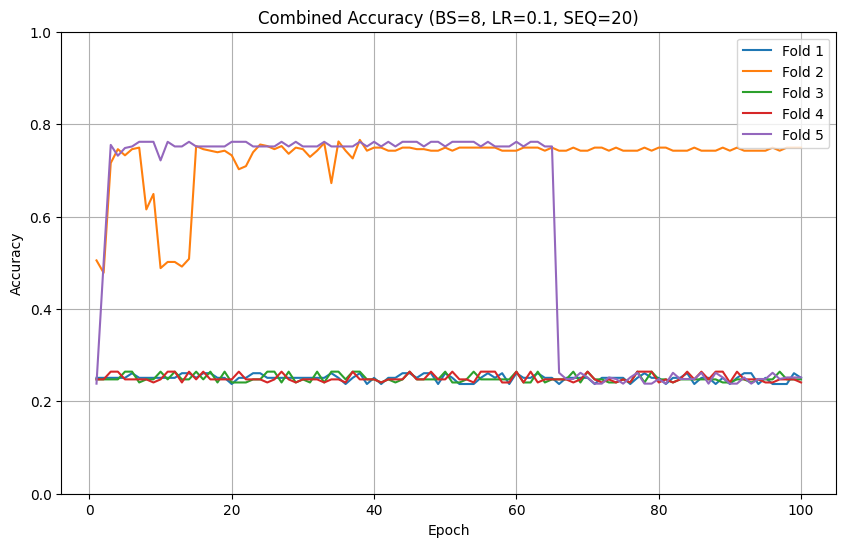 Combined Accuracy (BS=8, LR=0.1, SEQ=20)
1.0
0.8
0.6
0.4
0.2
0.0
Accuracy
Fold 1
Fold 2
Fold 3
Fold 4
Fold 5
0 20 40 60 80 100
Epoch